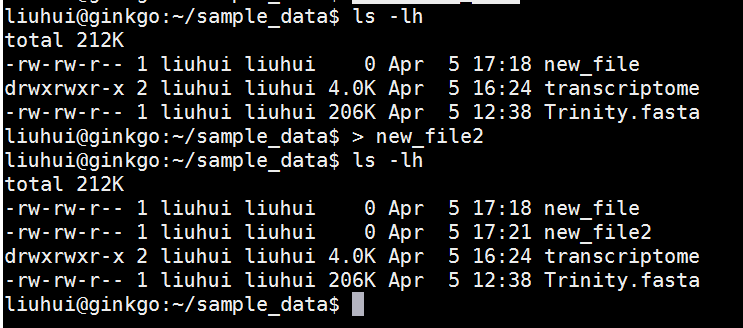 liuhui@ginkgo:~/sample_data$ ls -lh
total 212K
-rw-rw-r-- 1 liuhui liuhui    0 Apr  5 17:18 new_file
drwxrwxr-x 2 liuhui liuhui 4.0K Apr  5 16:24 transcriptome
-rw-rw-r-- 1 liuhui liuhui 206K Apr  5 12:38 Trinity.fasta
liuhui@ginkgo:~/sample_data$ > new_file2
liuhui@ginkgo:~/sample_data$ ls -lh
total 212K
-rw-rw-r-- 1 liuhui liuhui    0 Apr  5 17:18 new_file
-rw-rw-r-- 1 liuhui liuhui    0 Apr  5 17:21 new_file2
drwxrwxr-x 2 liuhui liuhui 4.0K Apr  5 16:24 transcriptome
-rw-rw-r-- 1 liuhui liuhui 206K Apr  5 12:38 Trinity.fasta
liuhui@ginkgo:~/sample_data$